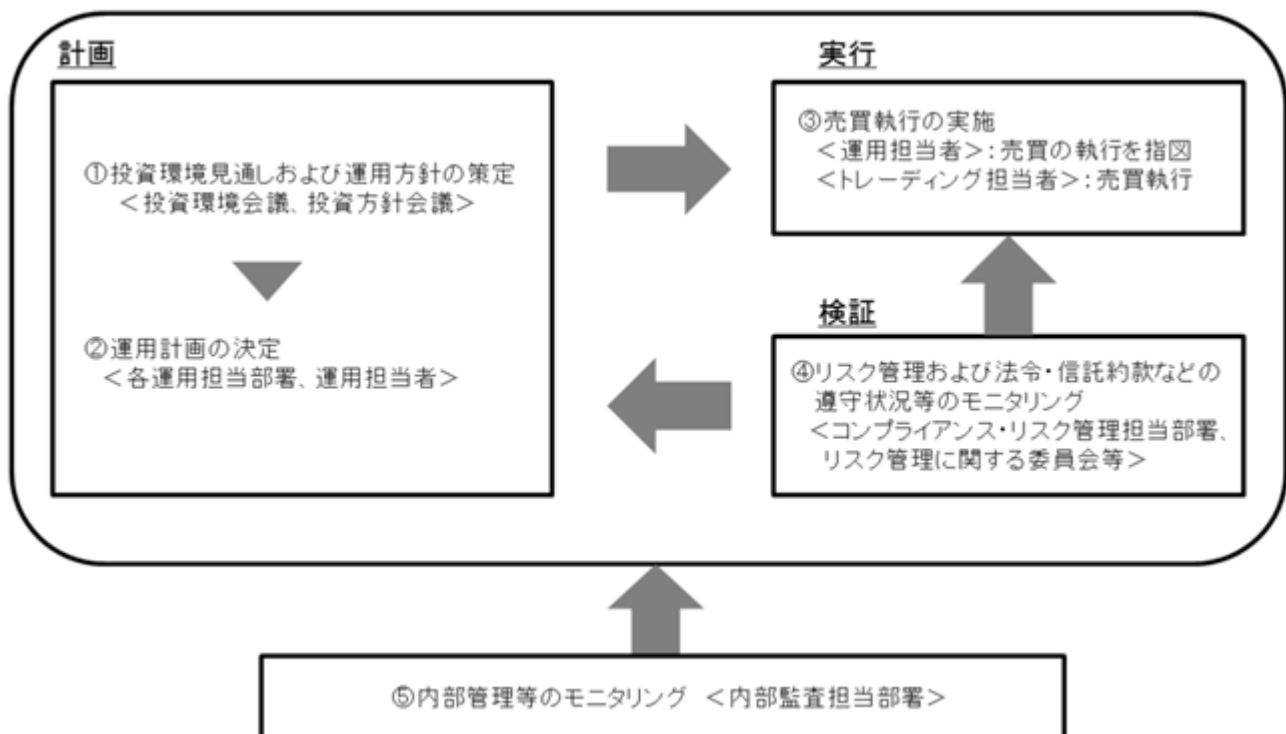 計画
①投資環境見通しおよび運用方針の策定
＜投資環境会議、投資方針会議＞
②運用計画の決定
＜各運用担当部署、運用担当者＞
実行
③売買執行の実施
＜運用担当者＞：売買の執行を指図
＜トレーディング担当者＞：売買執行
検証
④リスク管理および法令・信託約款などの
遵守状況等のモニタリング
＜コンプライアンス・リスク管理担当部署、
リスク管理に関する委員会等＞
⑤内部管理等のモニタリング ＜内部監査担当部署＞